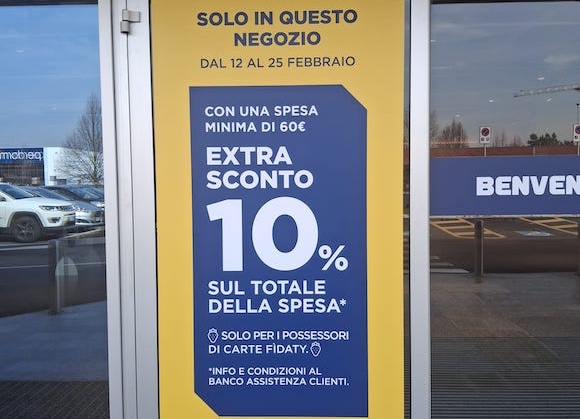 SOLO IN QUESTO
NEGOZIO
DAL 12 AL 25 FEBBRAIO
CON UNA SPESA
MINIMA DI 60€
EXTRA
SCONTO
10%
SUL TOTALE
DELLA SPESA*
SOLO PER I POSSESSORI
DI CARTE FÌDATY.
*INFO E CONDIZIONI AL
BANCO ASSISTENZA CLIENTI.
BENVEN